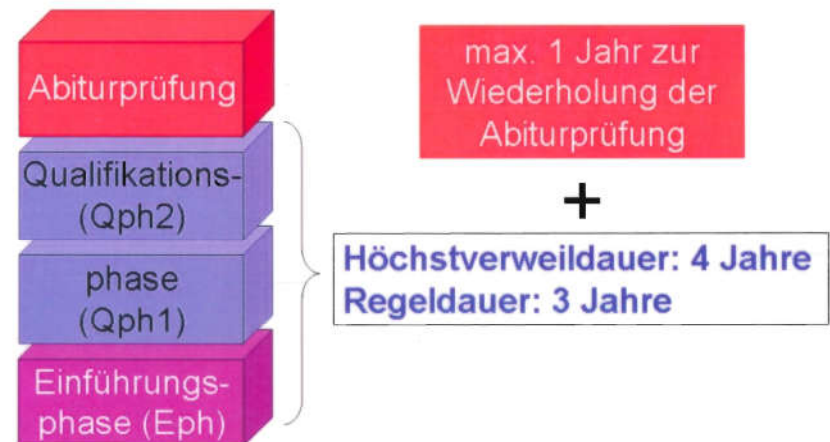 Abiturprüfung
Qualifikations-
(Qph2)
phase
(Qph1)
Einführungs-
phase (Eph)
max. 1 Jahr zur
Wiederholung der
Abiturprüfung
+
Höchstverweildauer: 4 Jahre
Regeldauer: 3 Jahre